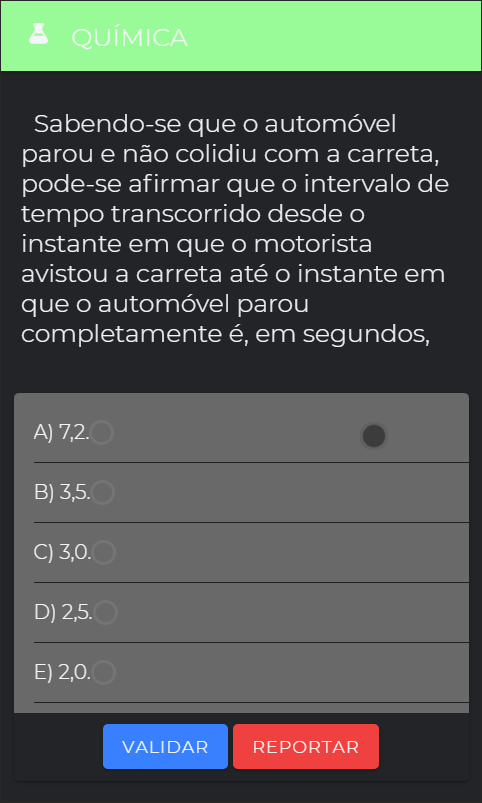 QUÍMICA
Sabendo-se que o automóvel
parou e não colidiu com a carreta,
pode-se afirmar que o intervalo de
tempo transcorrido desde o
instante em que o motorista
avistou a carreta até o instante em
que o automóvel parou
completamente é, em segundos,
A) 7,2.
B) 3,5.
C) 3,0.
D) 2,5.
E) 2,0.
VALIDAR REPORTAR